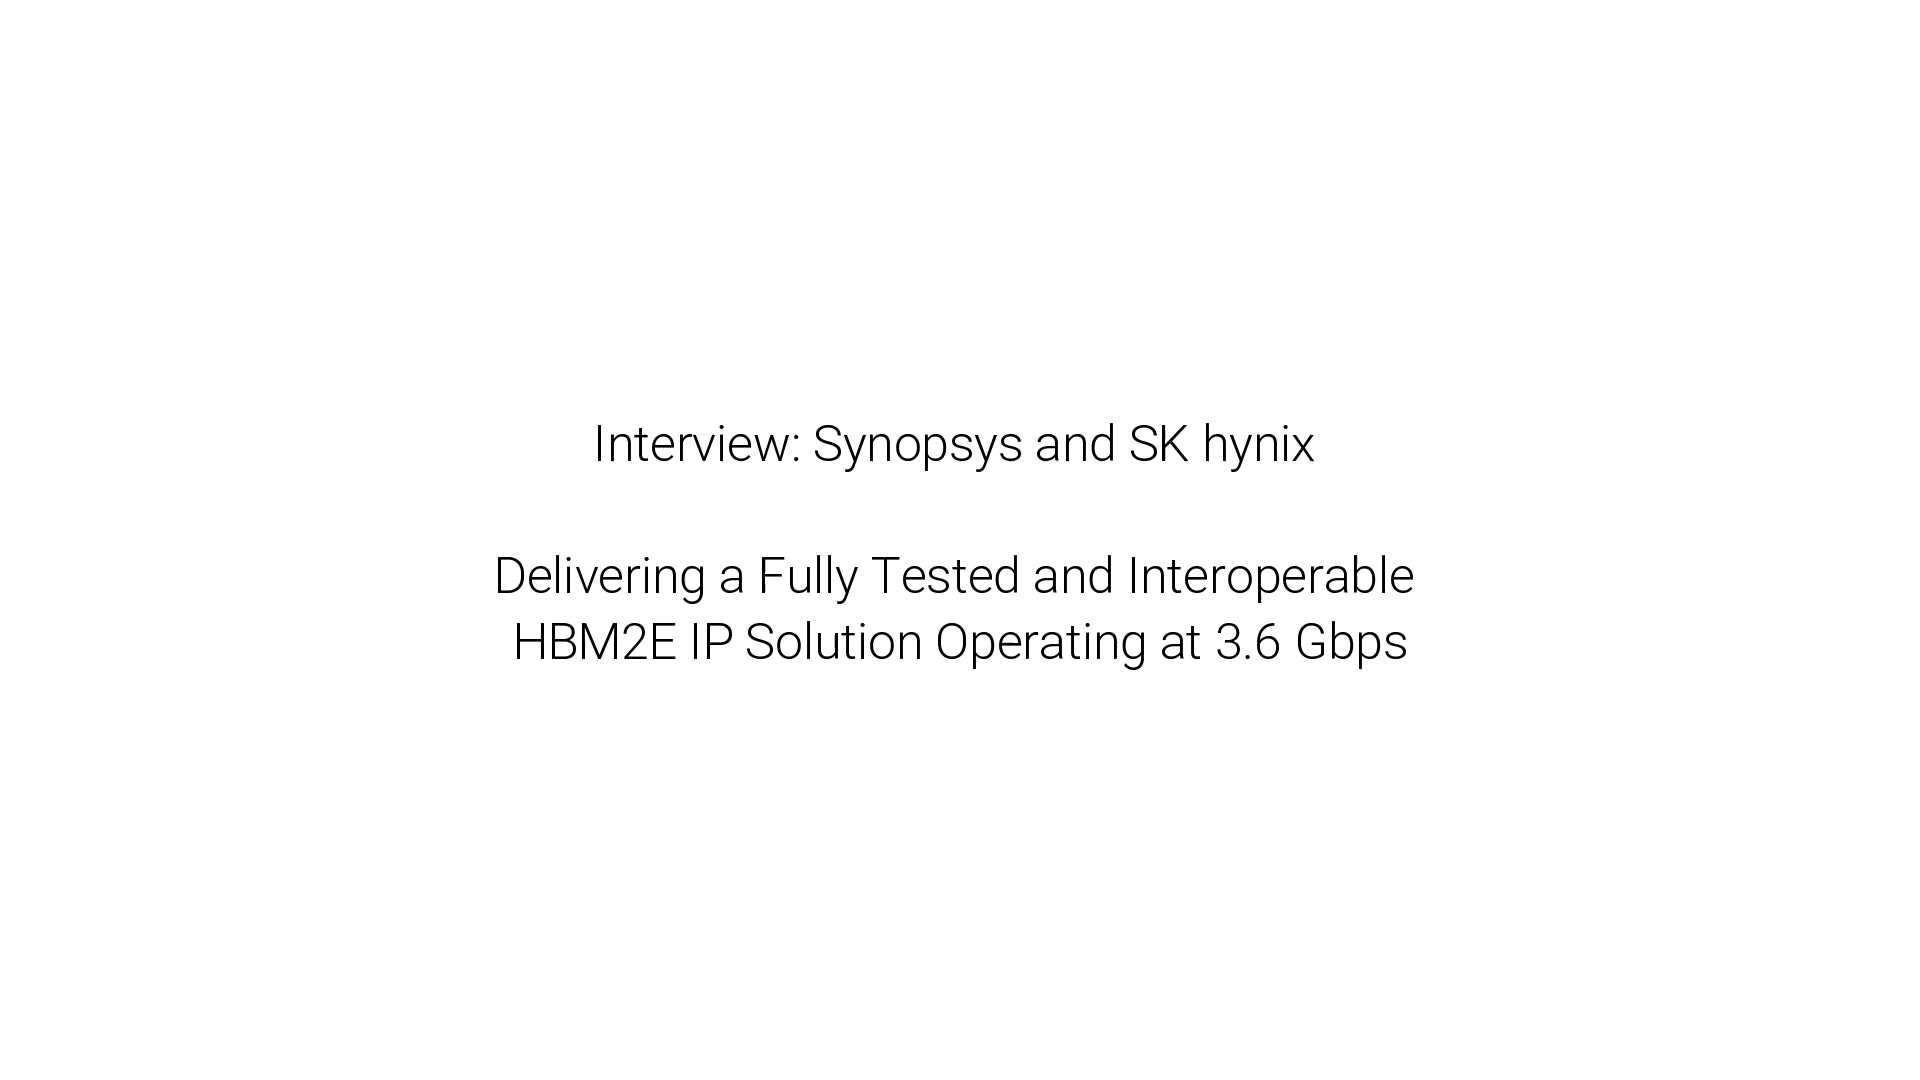 Interview: Synopsys and SK hynix
Delivering a Fully Tested and Interoperable
HBM2E IP Solution Operating at 3.6 Gbps